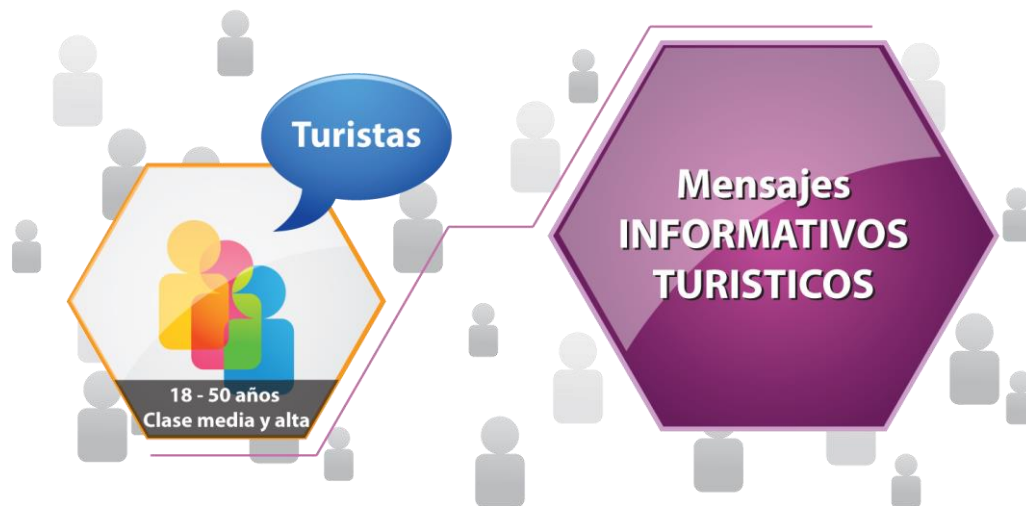 Turistas
18 - 50 años
Clase media y alta
Mensajes
INFORMATIVOS
TURISTICOS